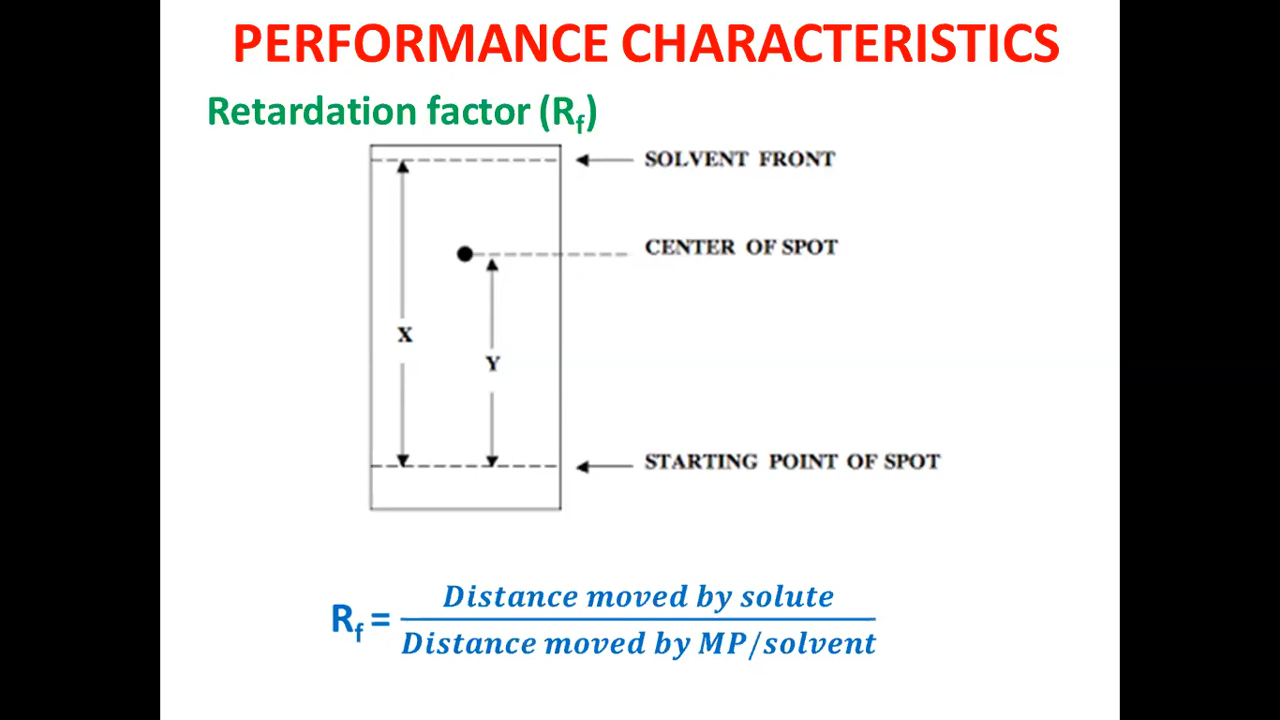 PERFORMANCE CHARACTERISTICS
Retardation factor (Rf)
SOLVENT FRONT
CENTER OF SPOT
X
Y
STARTING POINT OF SPOT
Rf = Distance moved by solute
Distance moved by MP/solvent